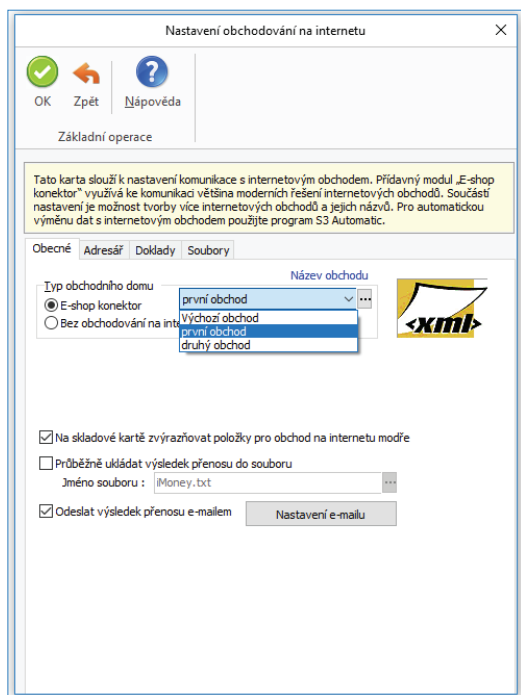 Nastavení obchodování na internetu
OK Zpět Nápověda
Základní operace
Tato karta slouží k nastavení komunikace s internetovým obchodem. Přídavný modul „E-shop
konektor“ využívá ke komunikaci většina moderních řešení internetových obchodů. Součástí
nastavení je možnost tvorby více internetových obchodů a jejich názvů. Pro automatickou
výměnu dat s internetovým obchodem použijte program S3 Automatic.
Obecné Adresář Doklady Soubory
Název obchodu
Typ obchodního domu
E-shop konektor první obchod
Bez obchodování na inte
Výchozí obchod
první obchod
druhý obchod
<xml>
Na skladové kartě zvýrazňovat položky pro obchod na internetu modře
Průběžně ukládat výsledek přenosu do souboru
Jméno souboru : iMoney.txt
Odeslat výsledek přenosu e-mailem Nastavení e-mailu